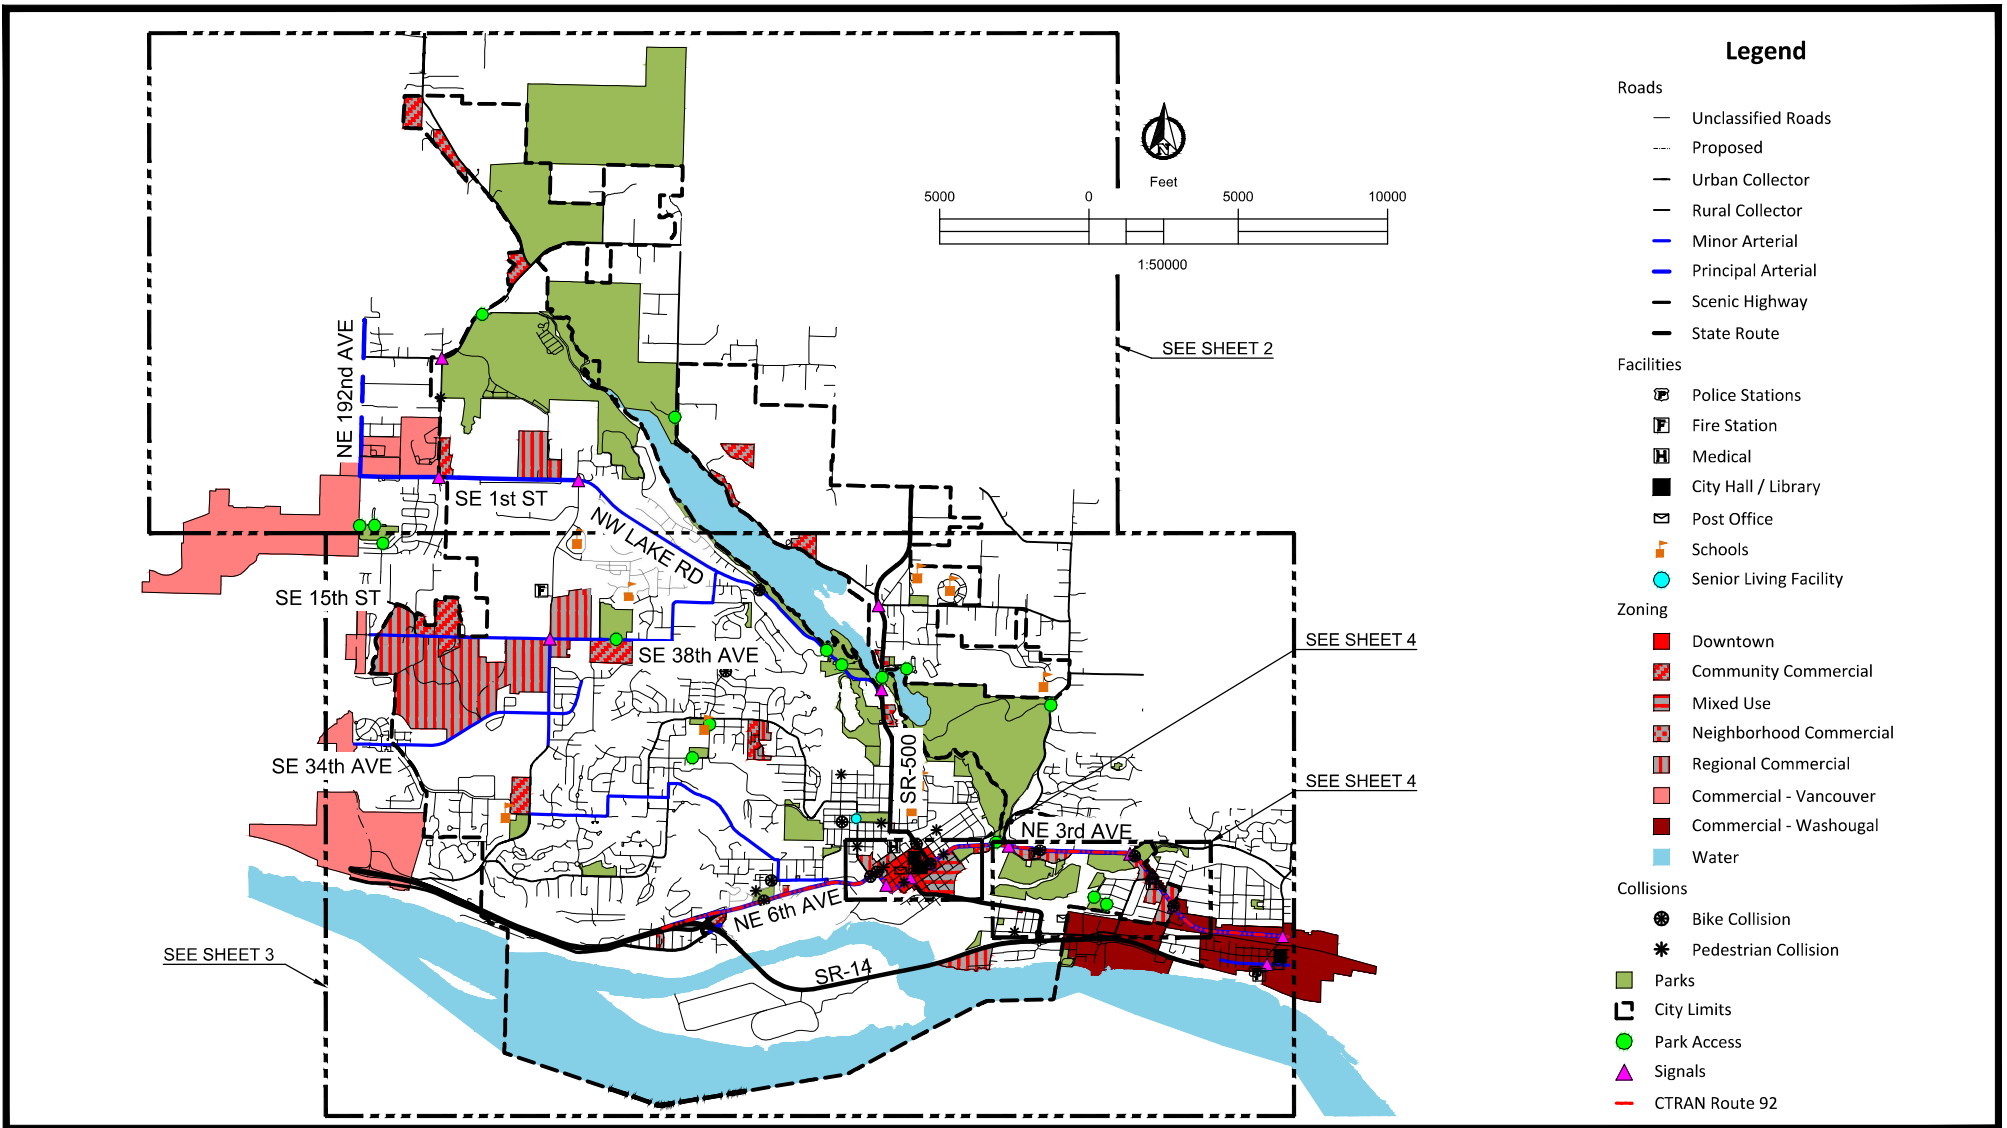 Legend
Roads
Unclassified Roads
Proposed
Urban Collector
Rural Collector
Minor Arterial
Principal Arterial
Scenic Highway
State Route
Facilities
P Police Stations
F Fire Station
H Medical
City Hall / Library
Post Office
Schools
Senior Living Facility
Zoning
Downtown
Community Commercial
Mixed Use
Neighborhood Commercial
Regional Commercial
Commercial - Vancouver
Commercial - Washougal
Water
Collisions
Bike Collision
Pedestrian Collision
Parks
City Limits
Park Access
Signals
CTRAN Route 92
N
Feet
5000 0 5000 10000
1:50000
SEE SHEET 2
NE 192nd AVE
SE 1st ST
NW LAKE RD
SE 15th ST
F
SE 38th AVE
SEE SHEET 4
SE 34th AVE
SR-500
SEE SHEET 4
NE 3rd AVE
H
NE 6th AVE
SR-14
SEE SHEET 3